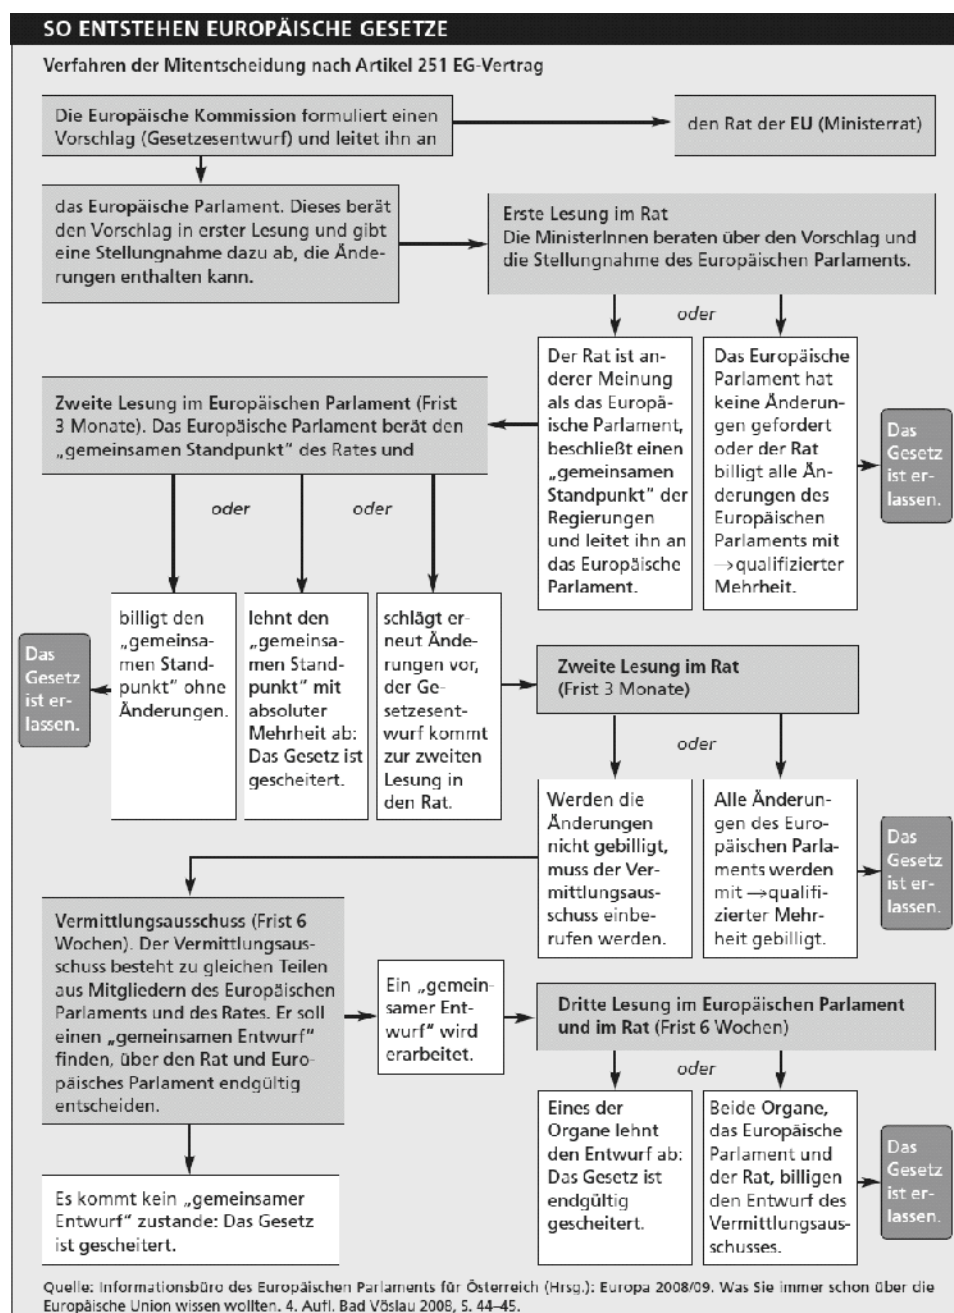 SO ENTSTEHEN EUROPÄISCHE GESETZE
Verfahren der Mitentscheidung nach Artikel 251 EG-Vertrag
Die Europäische Kommission formuliert einen
Vorschlag (Gesetzesentwurf) und leitet ihn an
den Rat der EU (Ministerrat)
das Europäische Parlament. Dieses berät
den Vorschlag in erster Lesung und gibt
eine Stellungnahme dazu ab, die Ände-
rungen enthalten kann.
Erste Lesung im Rat
Die MinisterInnen beraten über den Vorschlag und
die Stellungnahme des Europäischen Parlaments.
oder
Der Rat ist an-
derer Meinung
als das Europä-
ische Parlament,
beschließt einen
„gemeinsamen
Standpunkt" der
Regierungen
und leitet ihn an
das Europäische
Parlament.
Das Europäische
Parlament hat
keine Änderun-
gen gefordert
oder der Rat
billigt alle Än-
derungen des
Europäischen
Parlaments mit
→qualifizierter
Mehrheit.
Das
Gesetz
ist er-
lassen.
Zweite Lesung im Europäischen Parlament (Frist
3 Monate). Das Europäische Parlament berät den
„gemeinsamen Standpunkt" des Rates und
oder
oder
billigt den
„gemeinsa-
men Stand-
punkt" ohne
Änderungen.
Das
Gesetz
ist er-
lassen.
lehnt den
„gemeinsa-
men Stand-
punkt" mit
absoluter
Mehrheit ab:
Das Gesetz ist
gescheitert.
schlägt er-
neut Ände-
rungen vor,
der Ge-
setzesent-
wurf kommt
zur zweiten
Lesung in
den Rat.
Zweite Lesung im Rat
(Frist 3 Monate)
oder
Werden die
Änderungen
nicht gebilligt,
muss der Ver-
mittlungsaus-
schuss einbe-
rufen werden.
Alle Änderun-
gen des Euro-
päischen Parla-
ments werden
mit →qualifi-
zierter Mehr-
heit gebilligt.
Das
Gesetz
ist er-
lassen.
Vermittlungsausschuss (Frist 6
Wochen). Der Vermittlungsaus-
schuss besteht zu gleichen Teilen
aus Mitgliedern des Europäischen
Parlaments und des Rates. Er soll
einen „gemeinsamen Entwurf"
finden, über den Rat und Euro-
päisches Parlament endgültig
entscheiden.
Ein „gemein-
samer Ent-
wurf" wird
erarbeitet.
Dritte Lesung im Europäischen Parlament
und im Rat (Frist 6 Wochen)
oder
Eines der
Organe lehnt
den Entwurf ab:
Das Gesetz ist
endgültig
gescheitert.
Beide Organe,
das Europäische
Parlament und
der Rat, billigen
den Entwurf des
Vermittlungsaus-
schusses.
Das
Gesetz
ist er-
lassen.
Es kommt kein „gemeinsamer
Entwurf" zustande: Das Gesetz
ist gescheitert.
Quelle: Informationsbüro des Europäischen Parlaments für Österreich (Hrsg.): Europa 2008/09. Was Sie immer schon über die
Europäische Union wissen wollten. 4. Aufl. Bad Vöslau 2008, S. 44–45.